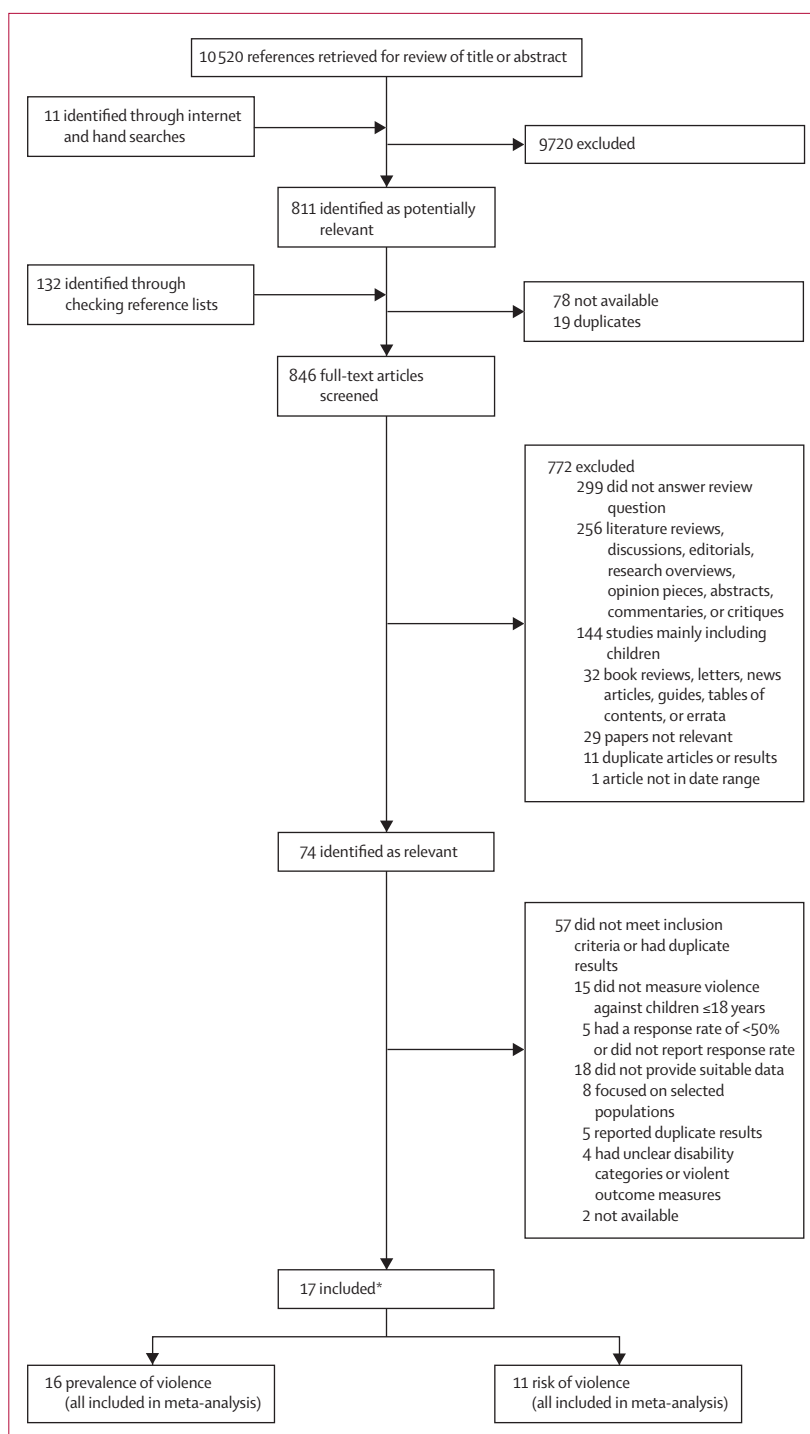 10 520 references retrieved for review of title or abstract
11 identified through internet
and hand searches
9720 excluded
811 identified as potentially
relevant
132 identified through
checking reference lists
78 not available
19 duplicates
846 full-text articles
screened
772 excluded
299 did not answer review
question
256 literature reviews,
discussions, editorials,
research overviews,
opinion pieces, abstracts,
commentaries, or critiques
144 studies mainly including
children
32 book reviews, letters, news
articles, guides, tables of
contents, or errata
29 papers not relevant
11 duplicate articles or results
1 article not in date range
74 identified as relevant
57 did not meet inclusion
criteria or had duplicate
results
15 did not measure violence
against children ≤18 years
5 had a response rate of <50%
or did not report response rate
18 did not provide suitable data
8 focused on selected
populations
5 reported duplicate results
4 had unclear disability
categories or violent
outcome measures
2 not available
17 included*
16 prevalence of violence
(all included in meta-analysis)
11 risk of violence
(all included in meta-analysis)